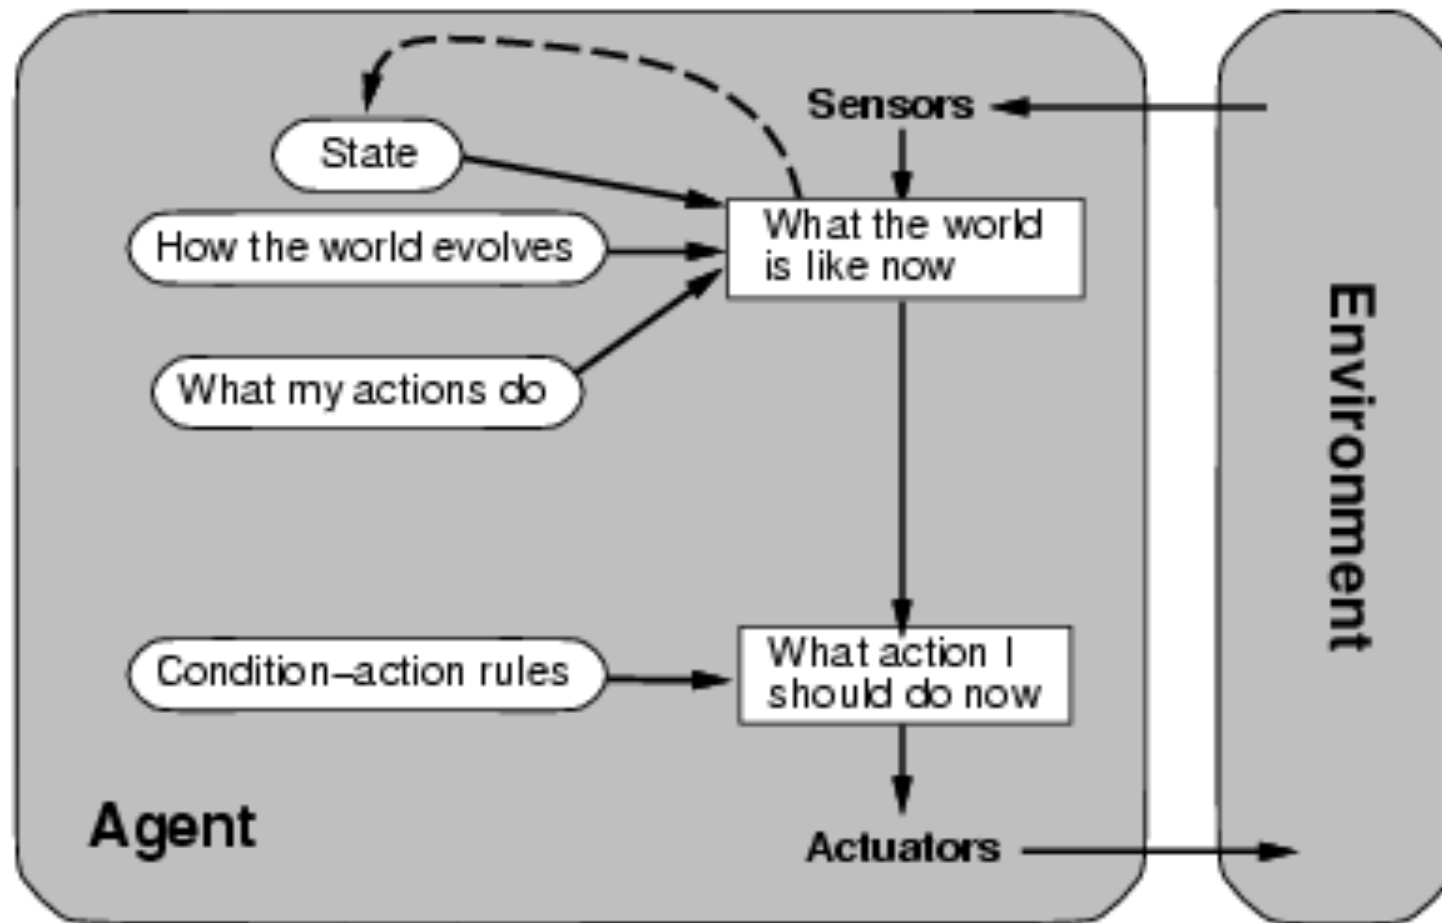 Sensors
State
What the world
is like now
How the world evolves
What my actions do
Environment
Condition–action rules
What action I
should do now
Agent
Actuators